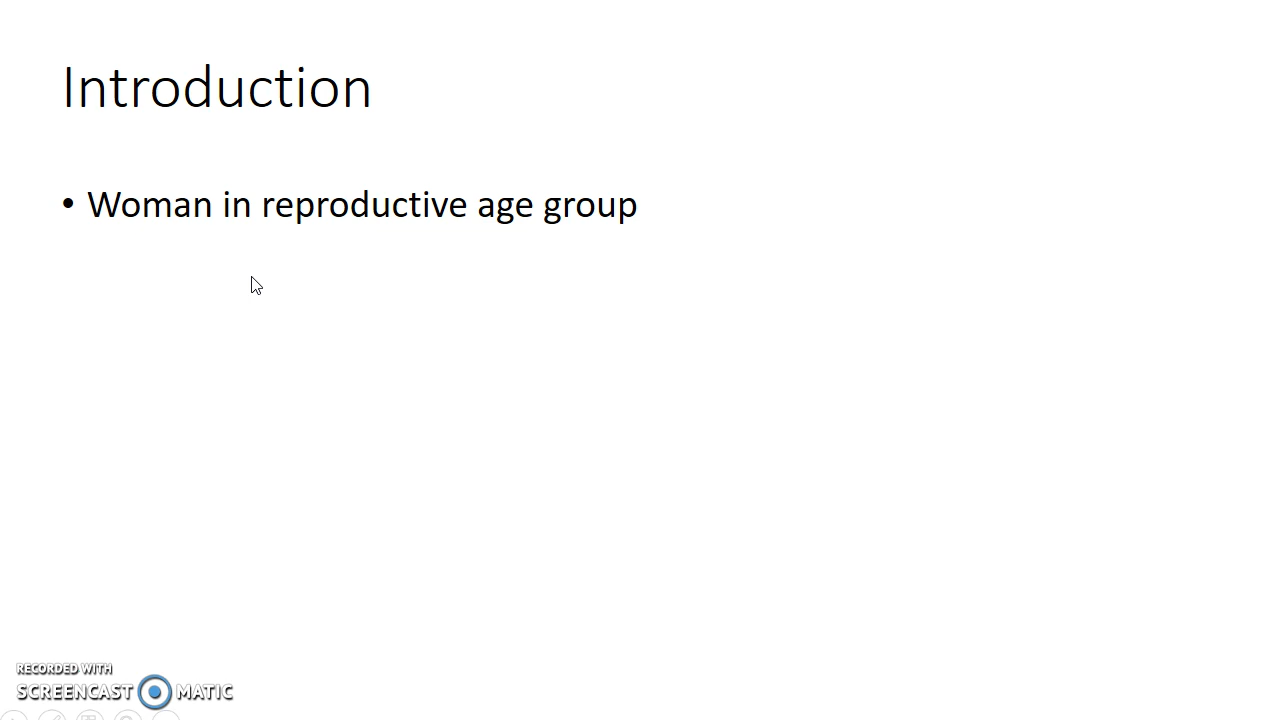 Introduction
• Woman in reproductive age group
RECORDED WITH
SCREENCAST MATIC